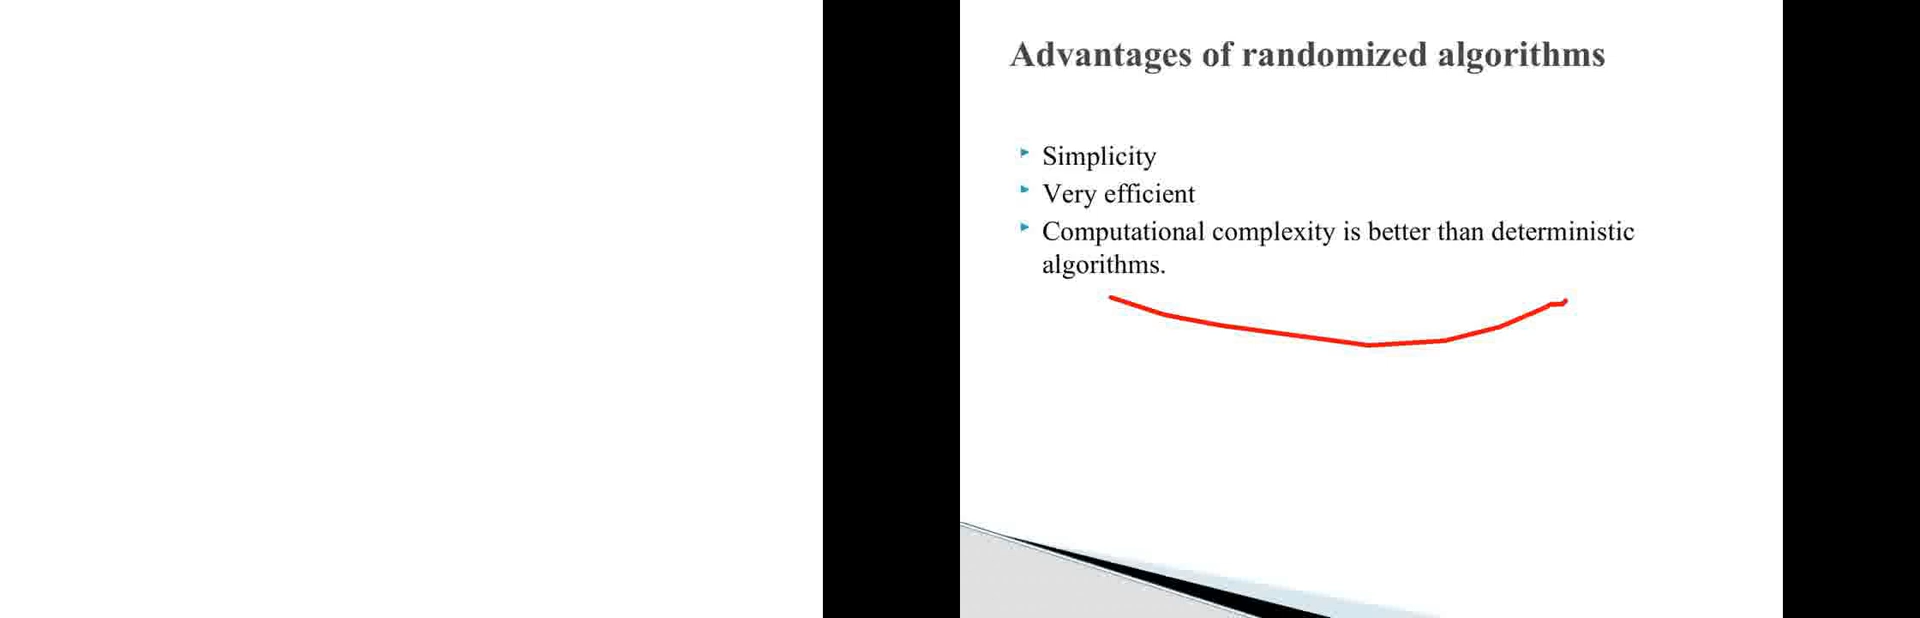 Advantages of randomized algorithms
Simplicity
Very efficient
Computational complexity is better than deterministic
algorithms.